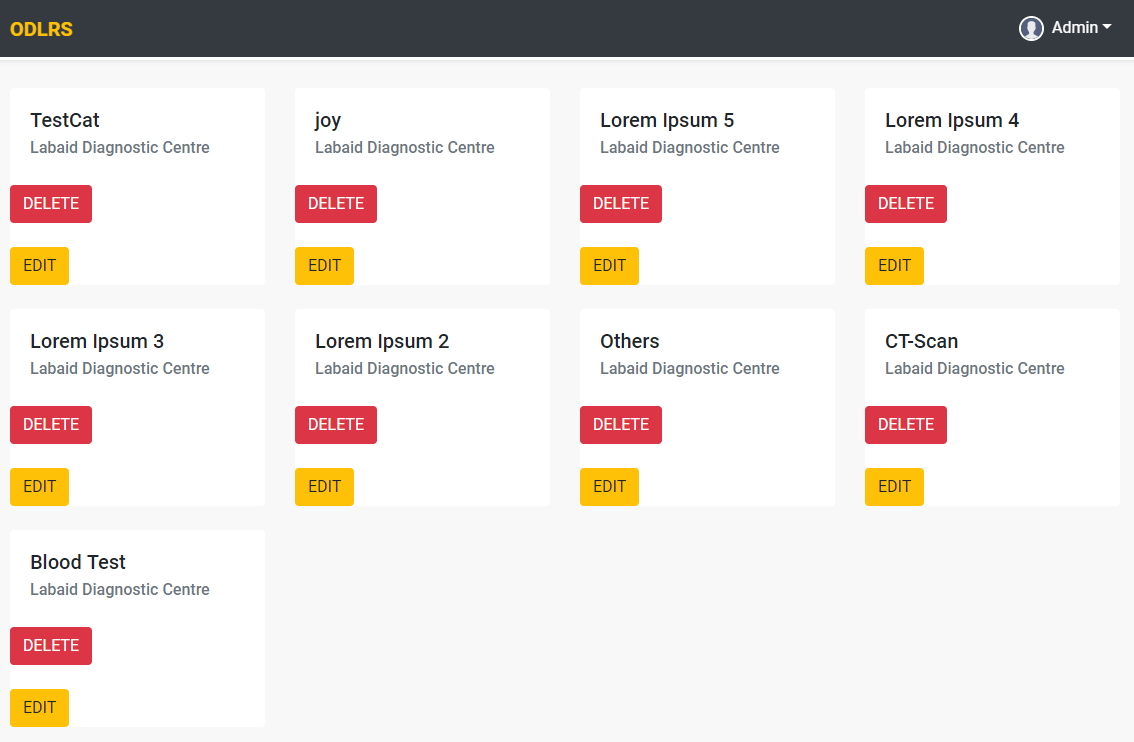 ODLRS
Admin
TestCat
Labaid Diagnostic Centre
DELETE
EDIT
joy
Labaid Diagnostic Centre
DELETE
EDIT
Lorem Ipsum 5
Labaid Diagnostic Centre
DELETE
EDIT
Lorem Ipsum 4
Labaid Diagnostic Centre
DELETE
EDIT
Lorem Ipsum 3
Labaid Diagnostic Centre
DELETE
EDIT
Lorem Ipsum 2
Labaid Diagnostic Centre
DELETE
EDIT
Others
Labaid Diagnostic Centre
DELETE
EDIT
CT-Scan
Labaid Diagnostic Centre
DELETE
EDIT
Blood Test
Labaid Diagnostic Centre
DELETE
EDIT